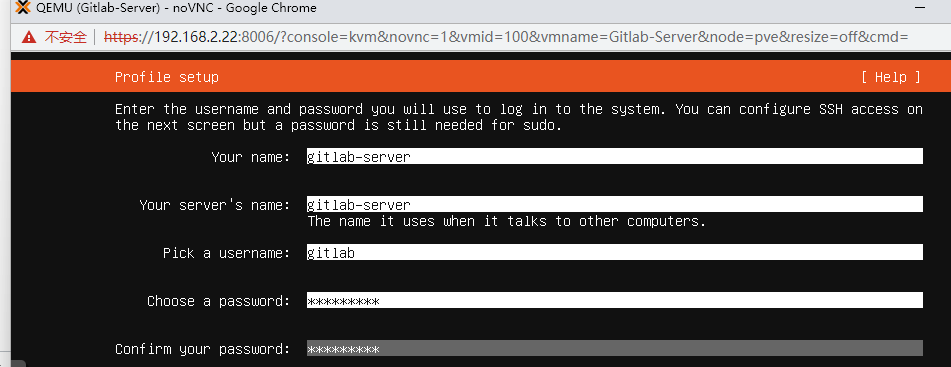 QEMU (Gitlab-Server) - noVNC - Google Chrome
不安全 | https://192.168.2.22:8006/?console=kvm&novnc=1&vmid=100&vmname=Gitlab-Server&node=pve&resize=off&cmd=
Profile setup [ Help ]
Enter the username and password you will use to log in to the system. You can configure SSH access on
the next screen but a password is still needed for sudo.
Your name: gitlab-server
Your server's name: gitlab-server
The name it uses when it talks to other computers.
Pick a username: gitlab
Choose a password: *********
Confirm your password: *********